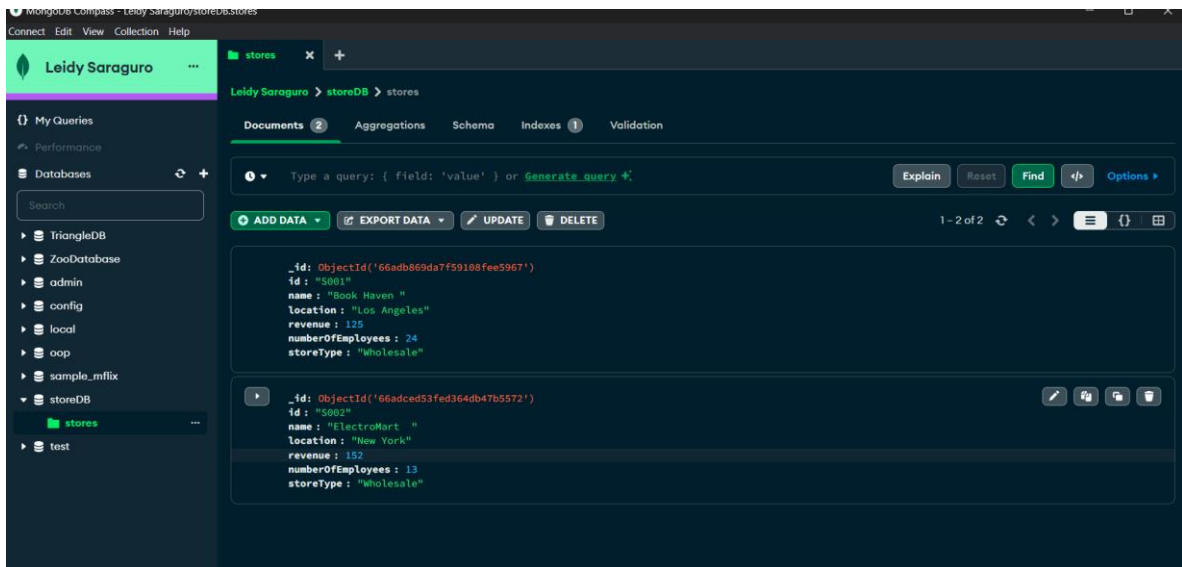 MongoDB Compass - Leidy Saraguro/storeDB.stores
Connect Edit View Collection Help
Leidy Saraguro
stores
Leidy Saraguro > storeDB > stores
{} My Queries
Documents 2 Aggregations Schema Indexes 1 Validation
Performance
Databases
Type a query: { field: 'value' } or Generate query
Explain Reset Find </> Options
Search
ADD DATA EXPORT DATA UPDATE DELETE
1 - 2 of 2
{}
TriangleDB
ZooDatabase
admin
config
local
oop
sample_mflix
storeDB
stores
test
_id: ObjectId('66adb869da7f59108fee5967')
id : "S001"
name : "Book Haven "
location : "Los Angeles"
revenue : 125
numberOfEmployees : 24
storeType : "Wholesale"
_id: ObjectId('66adced53fed364db47b5572')
id : "S002"
name : "ElectroMart  "
location : "New York"
revenue : 152
numberOfEmployees : 13
storeType : "Wholesale"